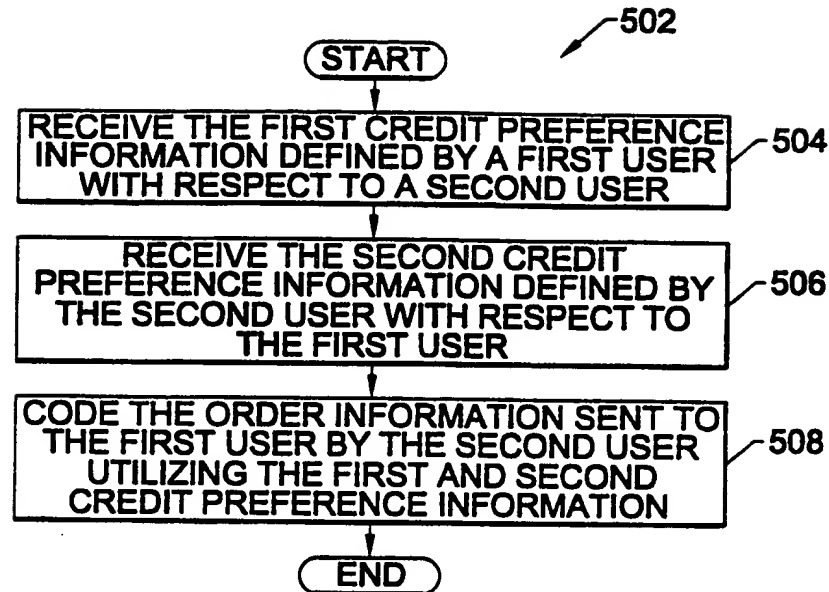 502
START
RECEIVE THE FIRST CREDIT PREFERENCE
INFORMATION DEFINED BY A FIRST USER
WITH RESPECT TO A SECOND USER
504
RECEIVE THE SECOND CREDIT
PREFERENCE INFORMATION DEFINED BY
THE SECOND USER WITH RESPECT TO
THE FIRST USER
506
CODE THE ORDER INFORMATION SENT TO
THE FIRST USER BY THE SECOND USER
UTILIZING THE FIRST AND SECOND
CREDIT PREFERENCE INFORMATION
508
END